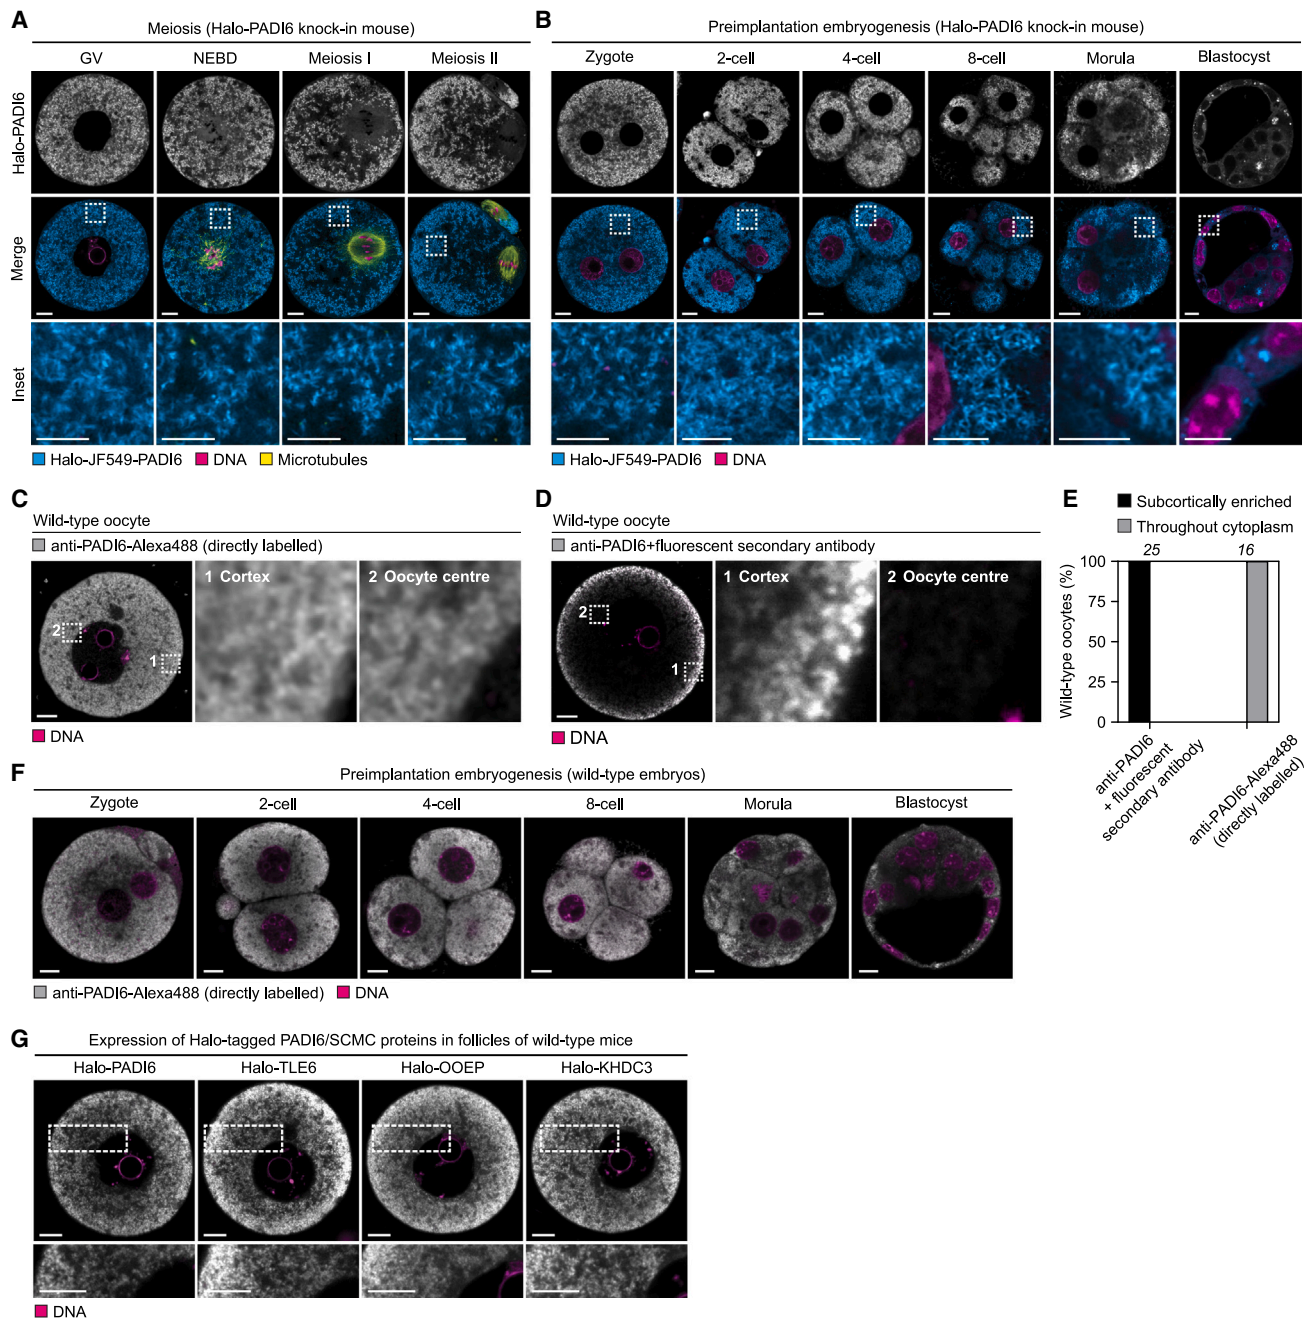 A
Meiosis (Halo-PADI6 knock-in mouse)
GV NEBD Meiosis I Meiosis II
Halo-PADI6
Merge
Inset
Halo-JF549-PADI6 DNA Microtubules
B
Preimplantation embryogenesis (Halo-PADI6 knock-in mouse)
Zygote 2-cell 4-cell 8-cell Morula Blastocyst
Halo-JF549-PADI6 DNA
C
Wild-type oocyte
anti-PADI6-Alexa488 (directly labelled)
1 Cortex
2 Oocyte centre
2
1
DNA
D
Wild-type oocyte
anti-PADI6+fluorescent secondary antibody
1 Cortex
2 Oocyte centre
2
1
DNA
E
Subcortically enriched
Throughout cytoplasm
25 16
100
75
50
25
0
Wild-type oocytes (%)
anti-PADI6
+ fluorescent
secondary antibody
anti-PADI6-Alexa488
(directly labelled)
F
Preimplantation embryogenesis (wild-type embryos)
Zygote 2-cell 4-cell 8-cell Morula Blastocyst
anti-PADI6-Alexa488 (directly labelled) DNA
G
Expression of Halo-tagged PADI6/SCMC proteins in follicles of wild-type mice
Halo-PADI6 Halo-TLE6 Halo-OOEP Halo-KHDC3
DNA